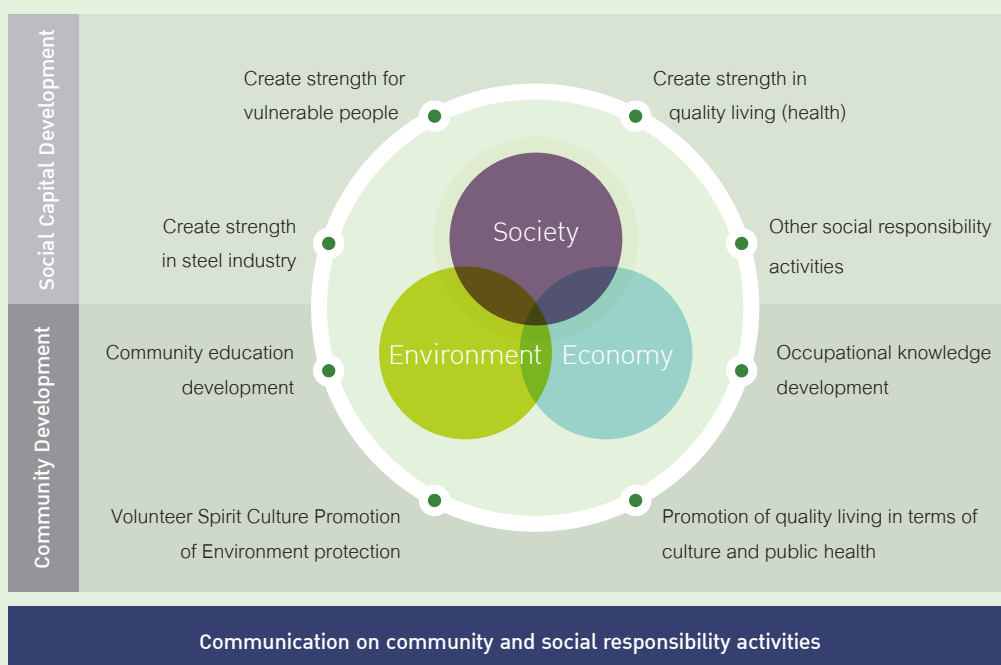 Social Capital Development
Create strength for
vulnerable people
Create strength in
quality living (health)
Create strength
in steel industry
Other social responsibility
activities
Society
Environment
Economy
Community Development
Community education
development
Occupational knowledge
development
Volunteer Spirit Culture Promotion
of Environment protection
Promotion of quality living in terms of
culture and public health
Communication on community and social responsibility activities